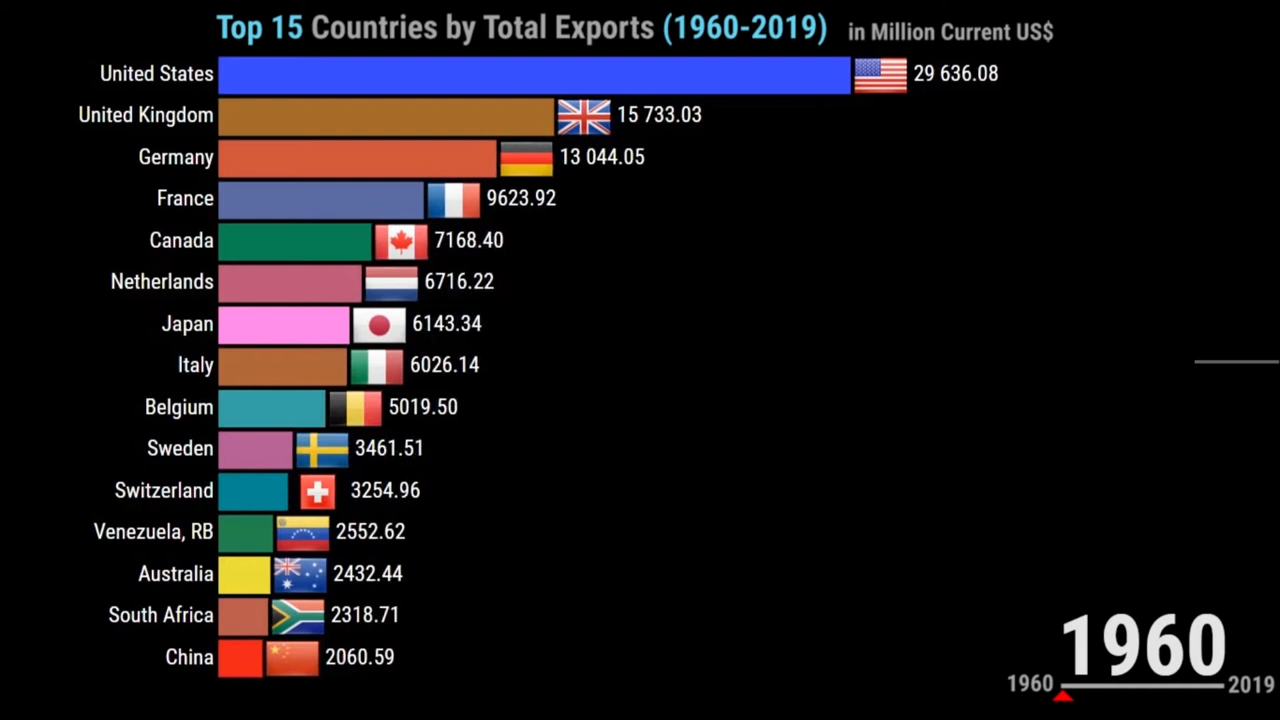 Top 15 Countries by Total Exports (1960-2019) in Million Current US$
United States 29 636.08
United Kingdom 15 733.03
Germany 13 044.05
France 9623.92
Canada 7168.40
Netherlands 6716.22
Japan 6143.34
Italy 6026.14
Belgium 5019.50
Sweden 3461.51
Switzerland 3254.96
Venezuela, RB 2552.62
Australia 2432.44
South Africa 2318.71
China 2060.59
1960
1960 2019